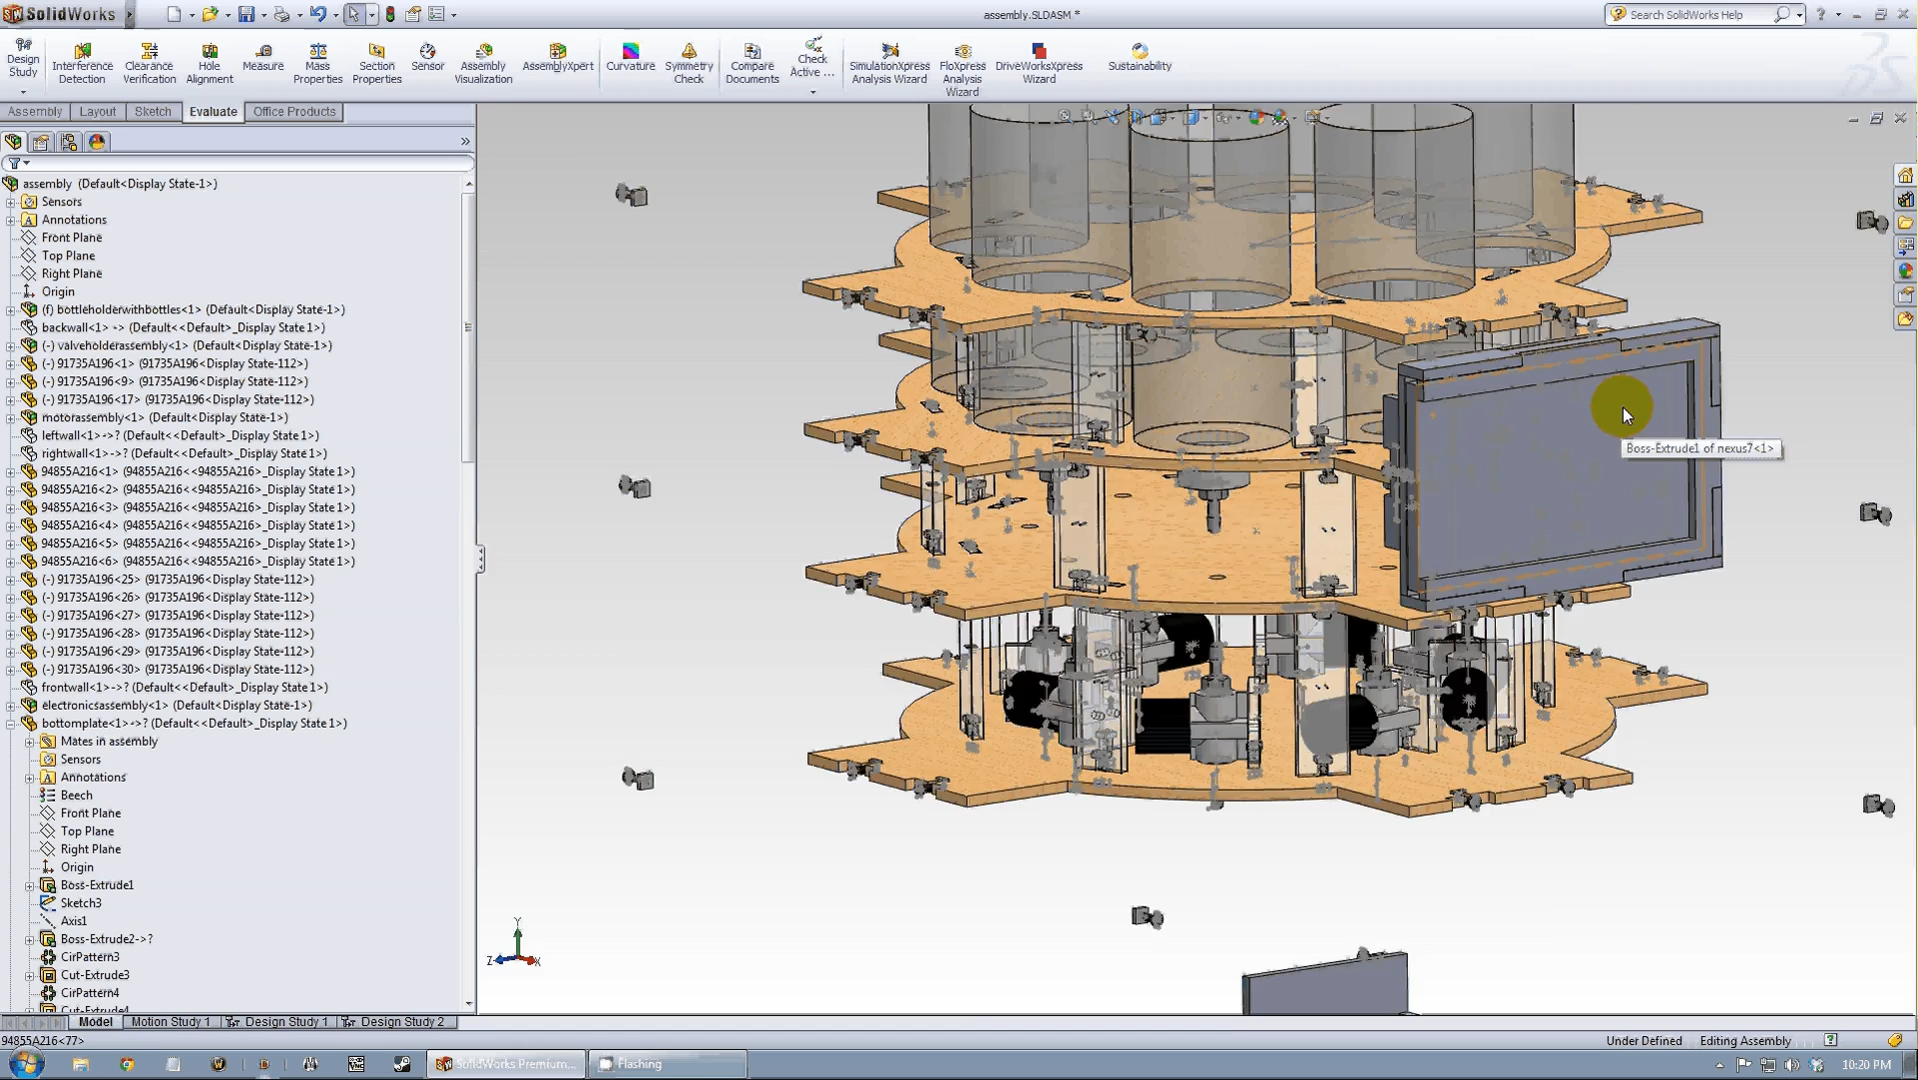 SolidWorks
assembly.SLDASM *
Search SolidWorks Help
Design Study
Interference Detection
Clearance Verification
Hole Alignment
Measure
Mass Properties
Section Properties
Sensor
Assembly Visualization
AssemblyXpert
Curvature
Symmetry Check
Compare Documents
Check Active ...
SimulationXpress Analysis Wizard
FloXpress Analysis Wizard
DriveWorksXpress Wizard
Sustainability
Assembly Layout Sketch Evaluate Office Products
assembly (Default<Display State-1>)
Sensors
Annotations
Front Plane
Top Plane
Right Plane
Origin
(f) bottleholderwithbottles<1> (Default<Display State-1>)
backwall<1> -> (Default<<Default>_Display State 1>)
(-) valveholderassembly<1> (Default<Display State-1>)
(-) 91735A196<1> (91735A196<Display State-112>)
(-) 91735A196<9> (91735A196<Display State-112>)
(-) 91735A196<17> (91735A196<Display State-112>)
motorassembly<1> (Default<Display State-1>)
leftwall<1>->? (Default<<Default>_Display State 1>)
rightwall<1>->? (Default<<Default>_Display State 1>)
94855A216<1> (94855A216<<94855A216>_Display State 1>)
94855A216<2> (94855A216<<94855A216>_Display State 1>)
94855A216<3> (94855A216<<94855A216>_Display State 1>)
94855A216<4> (94855A216<<94855A216>_Display State 1>)
94855A216<5> (94855A216<<94855A216>_Display State 1>)
94855A216<6> (94855A216<<94855A216>_Display State 1>)
(-) 91735A196<25> (91735A196<Display State-112>)
(-) 91735A196<26> (91735A196<Display State-112>)
(-) 91735A196<27> (91735A196<Display State-112>)
(-) 91735A196<28> (91735A196<Display State-112>)
(-) 91735A196<29> (91735A196<Display State-112>)
(-) 91735A196<30> (91735A196<Display State-112>)
frontwall<1>->? (Default<<Default>_Display State 1>)
electronicsassembly<1> (Default<Display State-1>)
bottomplate<1>->? (Default<<Default>_Display State 1>)
Mates in assembly
Sensors
Annotations
Beech
Front Plane
Top Plane
Right Plane
Origin
Boss-Extrude1
Sketch3
Axis1
Boss-Extrude2->?
CirPattern3
Cut-Extrude3
CirPattern4
Cut-Extrude4
Boss-Extrude1 of nexus7<1>
Y
Z
X
Model Motion Study 1 Design Study 1 Design Study 2
94855A216<77>
Under Defined Editing Assembly
SolidWorks Premium...
Flashing
10:20 PM